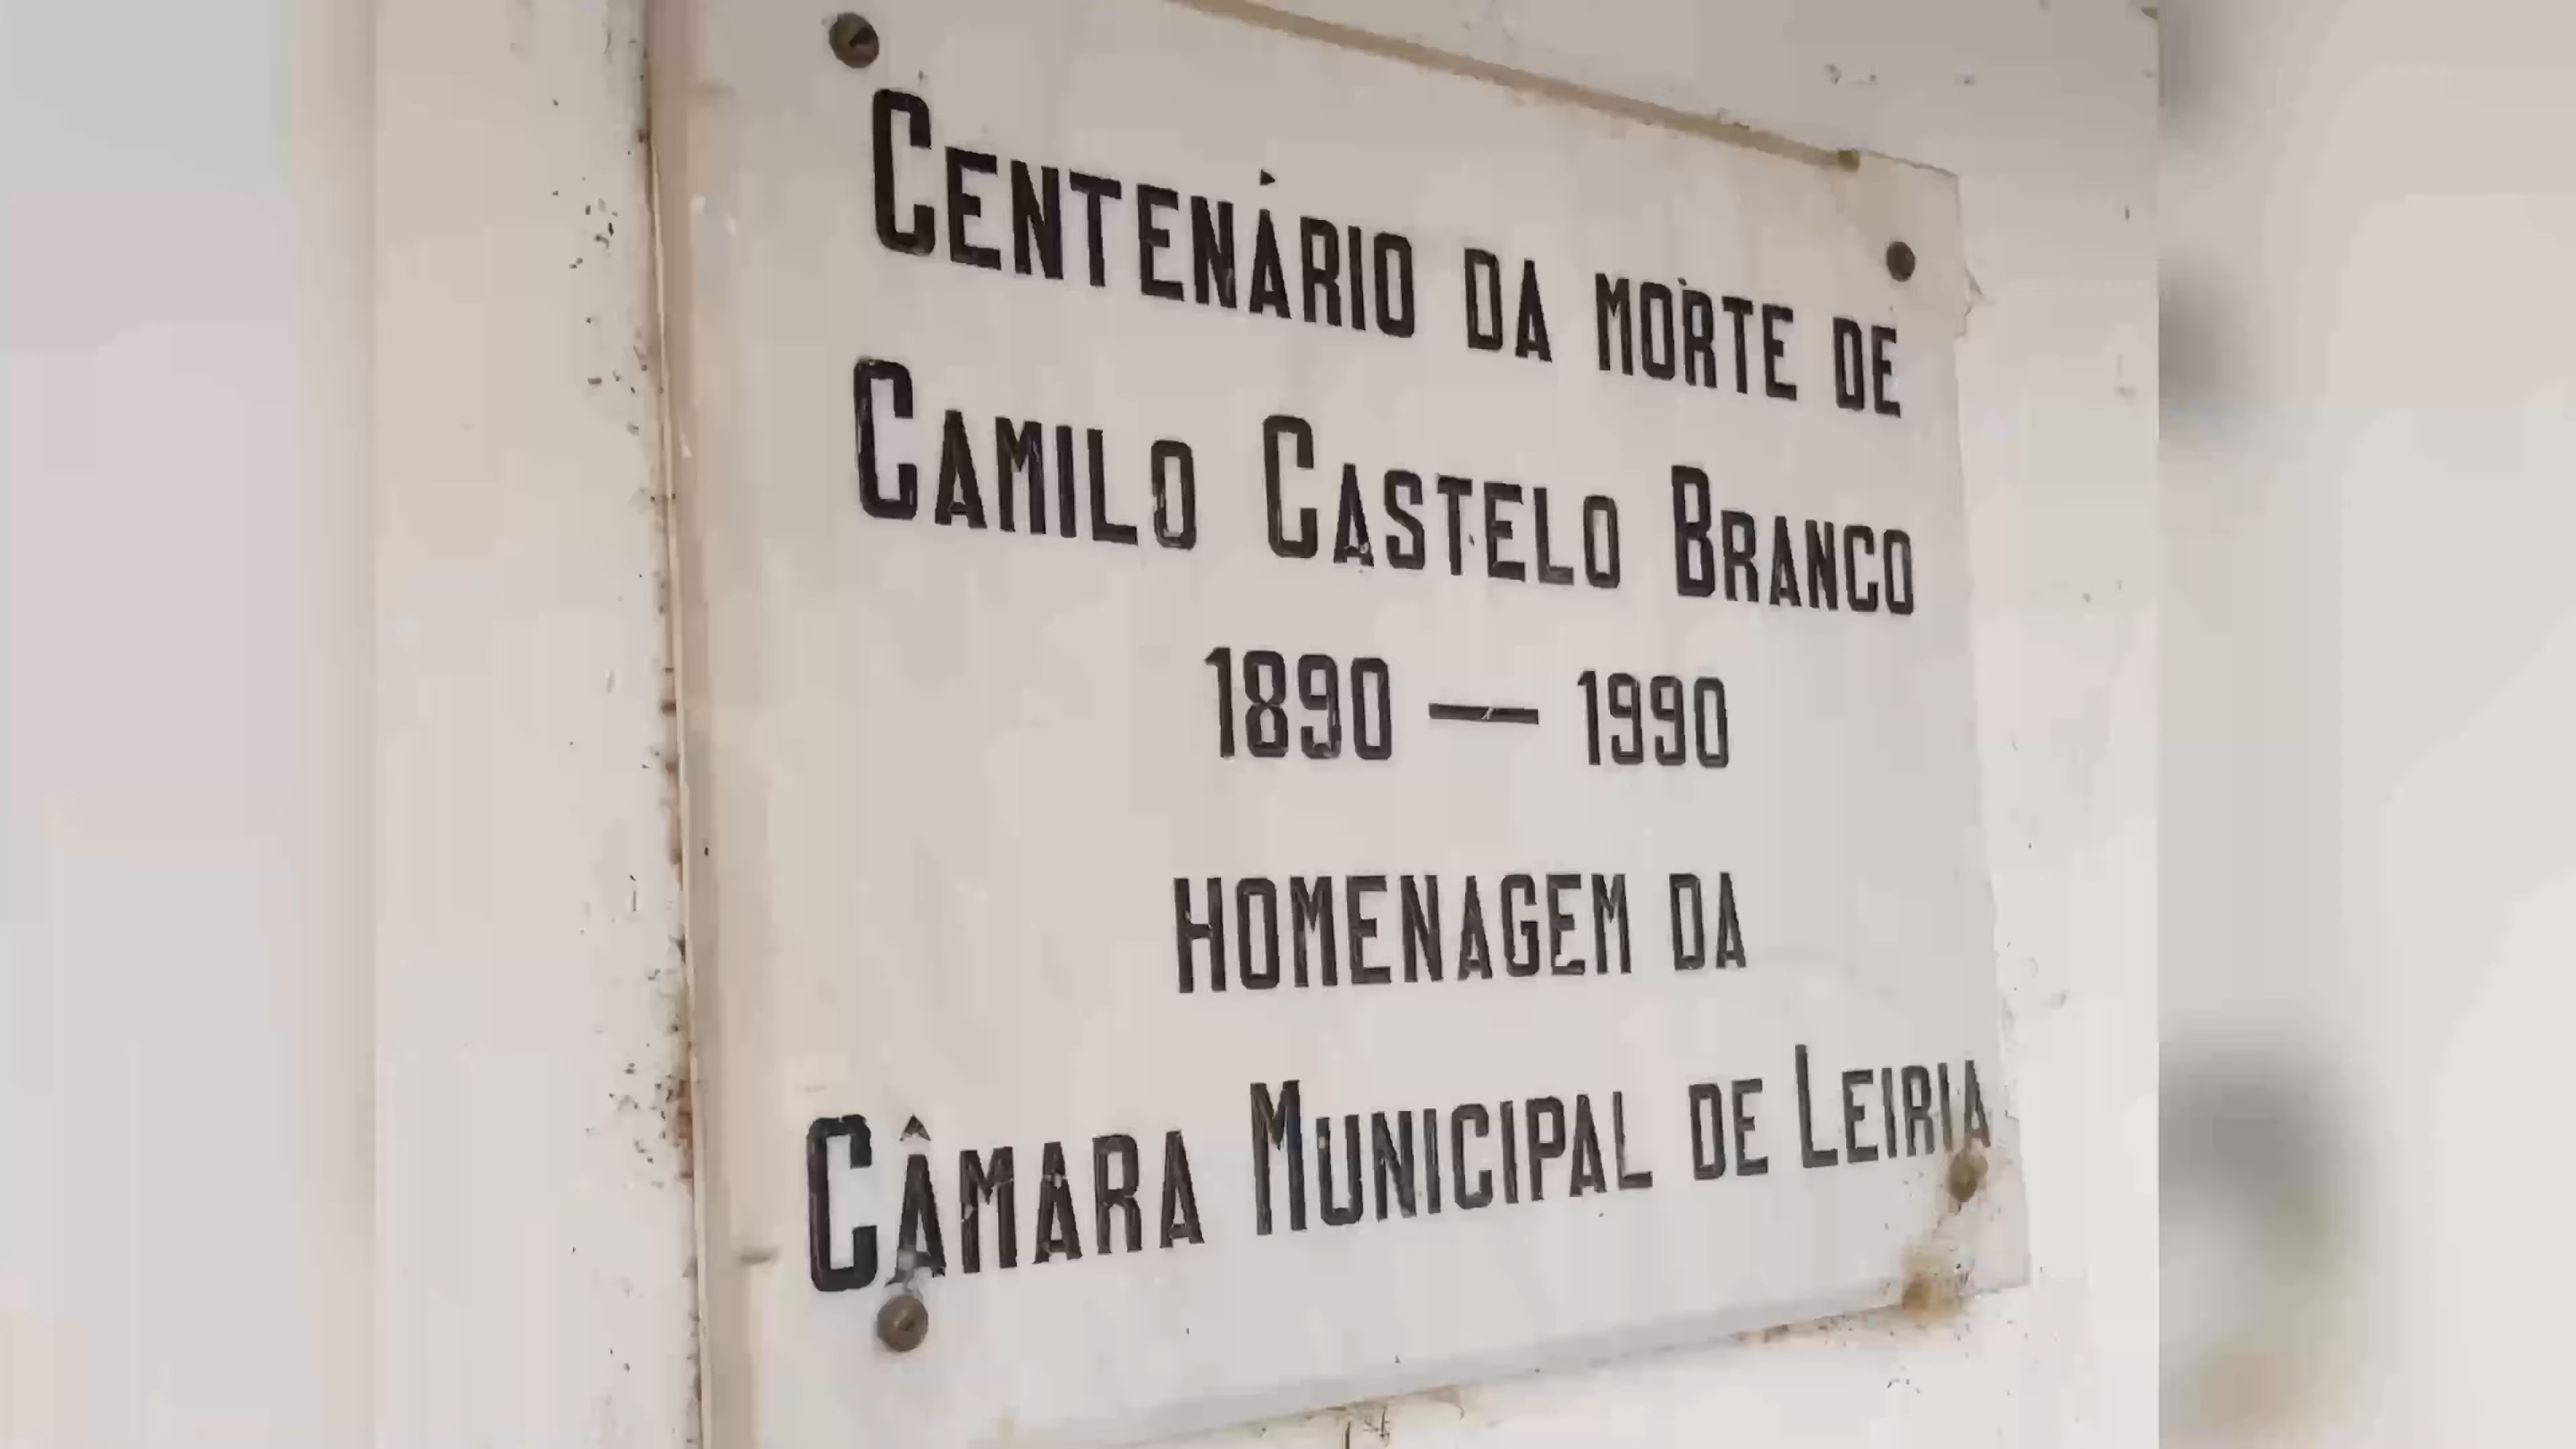 CENTENÁRIO DA MORTE DE
CAMILO CASTELO BRANCO
1890 — 1990
HOMENAGEM DA
CÂMARA MUNICIPAL DE LEIRIA